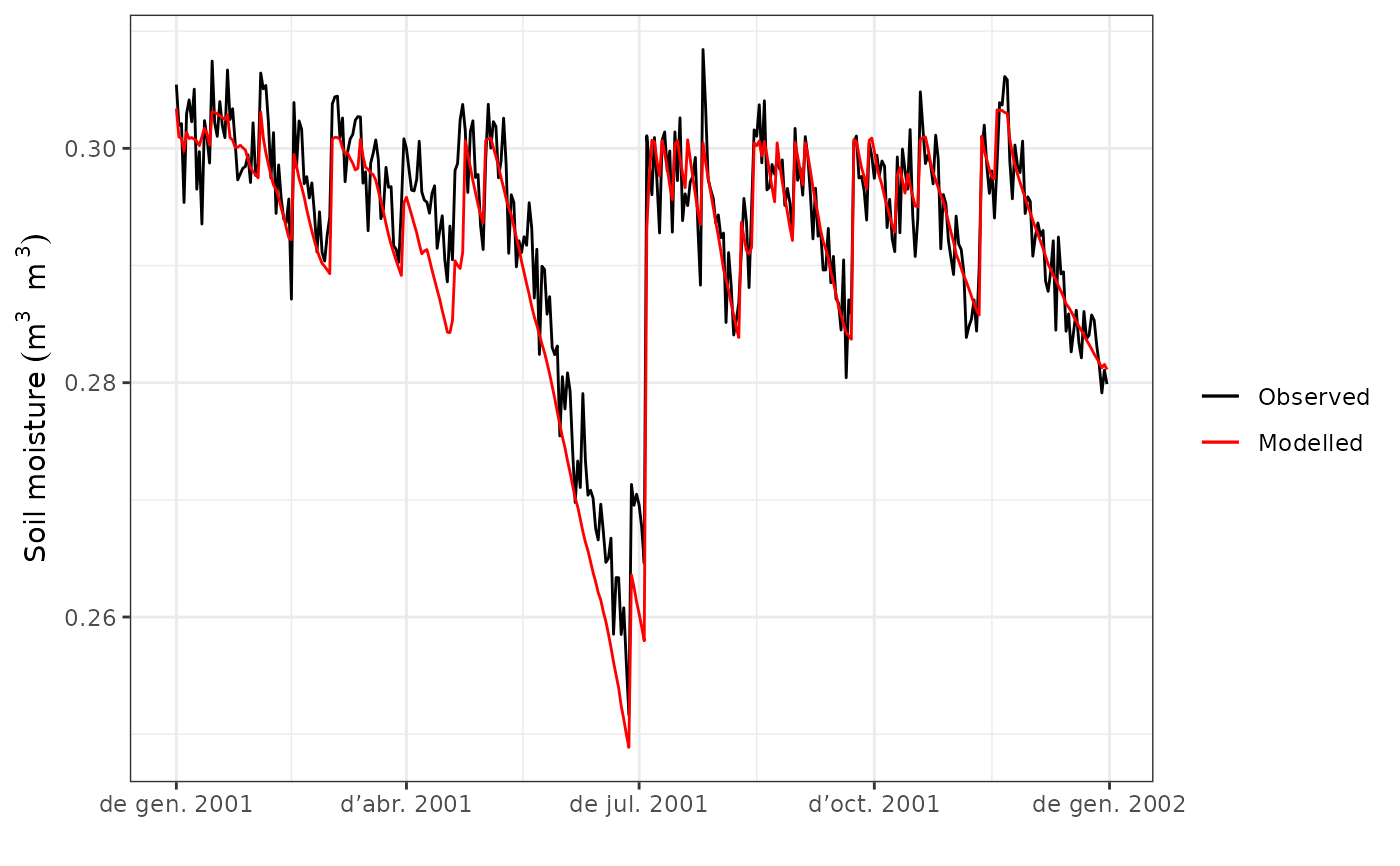 Soil moisture (m³ m³)
0.30
0.28
0.26
de gen. 2001
d’abr. 2001
de jul. 2001
d’oct. 2001
de gen. 2002
Observed
Modelled